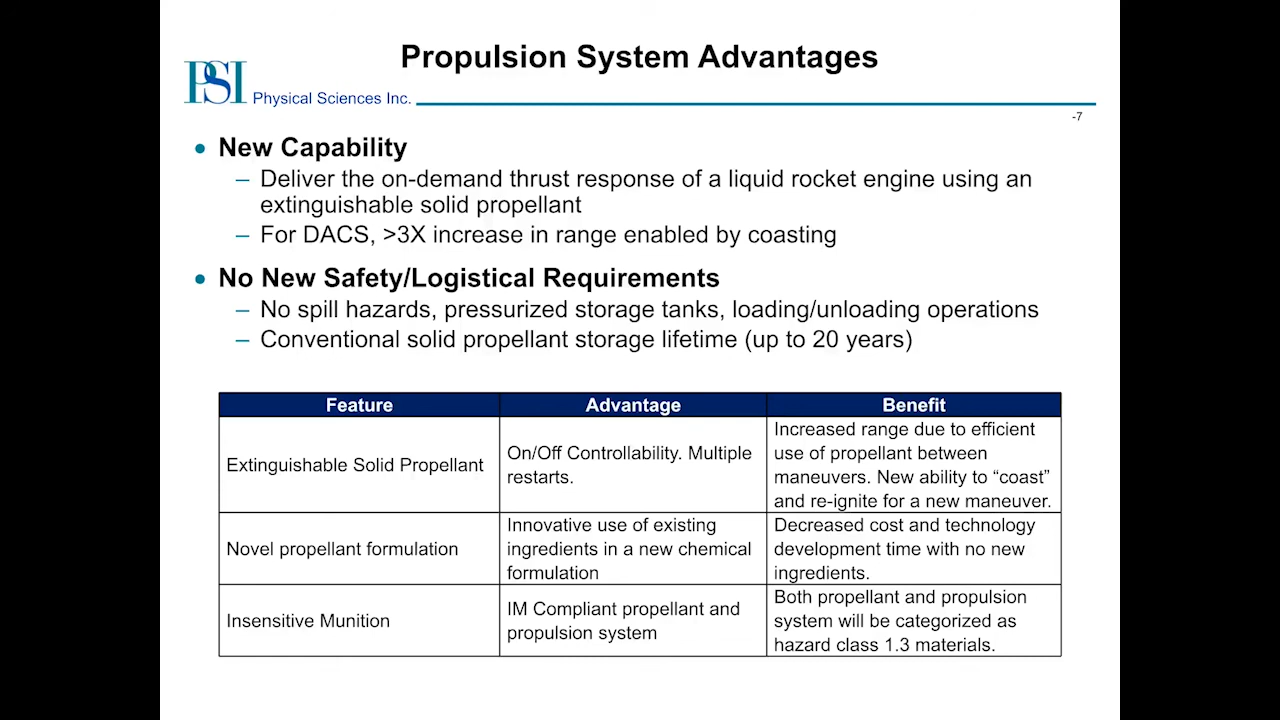 Propulsion System Advantages
PSI
Physical Sciences Inc.
-7
• New Capability
– Deliver the on-demand thrust response of a liquid rocket engine using an
extinguishable solid propellant
– For DACS, >3X increase in range enabled by coasting
• No New Safety/Logistical Requirements
– No spill hazards, pressurized storage tanks, loading/unloading operations
– Conventional solid propellant storage lifetime (up to 20 years)
Feature
Advantage
Benefit
Extinguishable Solid Propellant
On/Off Controllability. Multiple
restarts.
Increased range due to efficient
use of propellant between
maneuvers. New ability to “coast”
and re-ignite for a new maneuver.
Novel propellant formulation
Innovative use of existing
ingredients in a new chemical
formulation
Decreased cost and technology
development time with no new
ingredients.
Insensitive Munition
IM Compliant propellant and
propulsion system
Both propellant and propulsion
system will be categorized as
hazard class 1.3 materials.